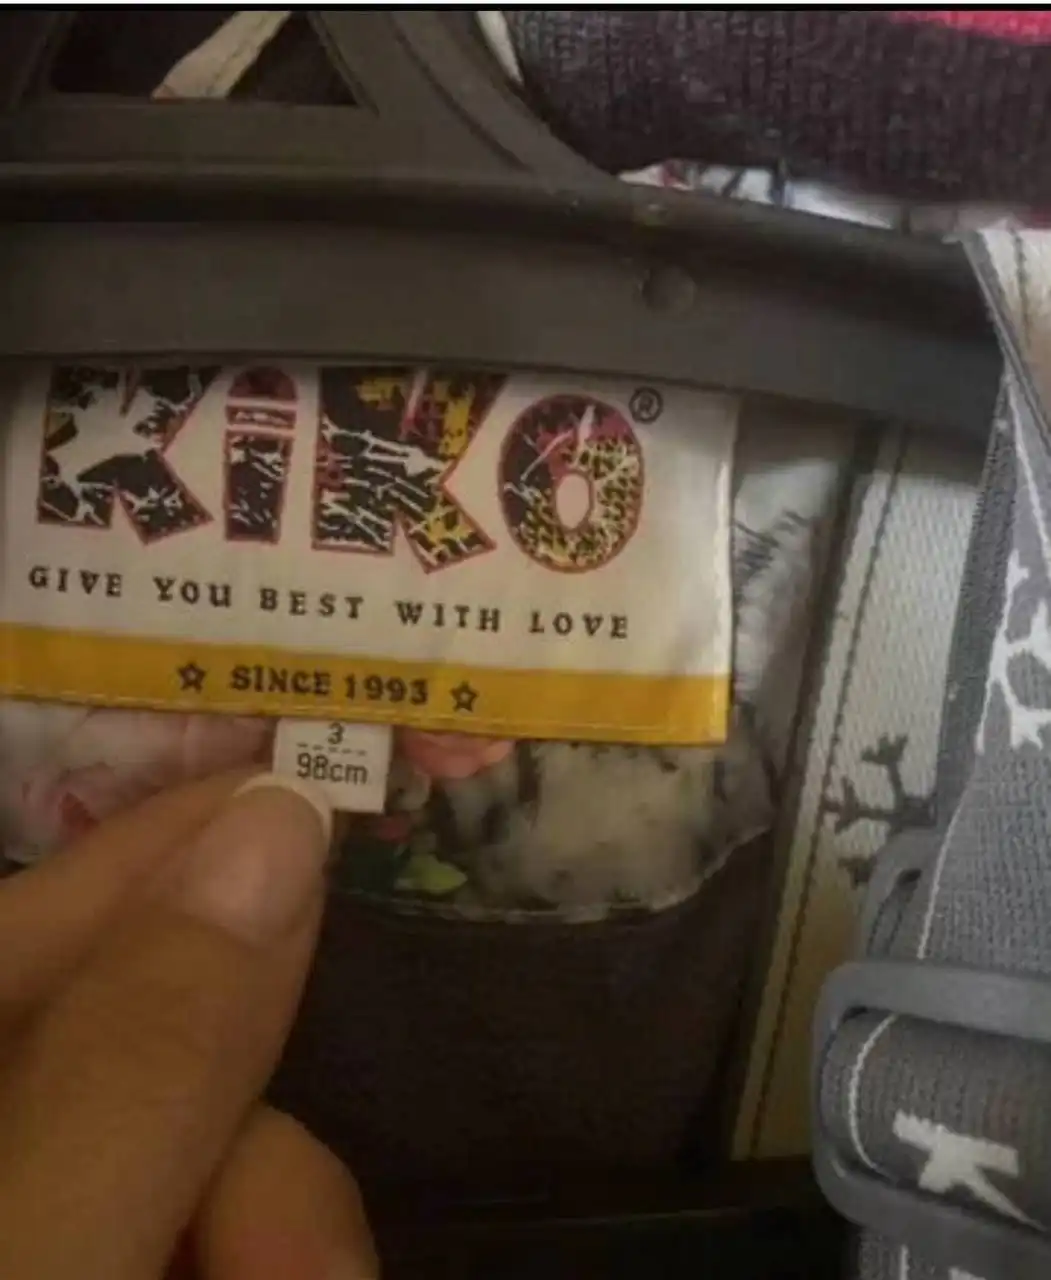 KiKo®
GIVE YOU BEST WITH LOVE
☆ SINCE 1993 ☆
3
98cm
K